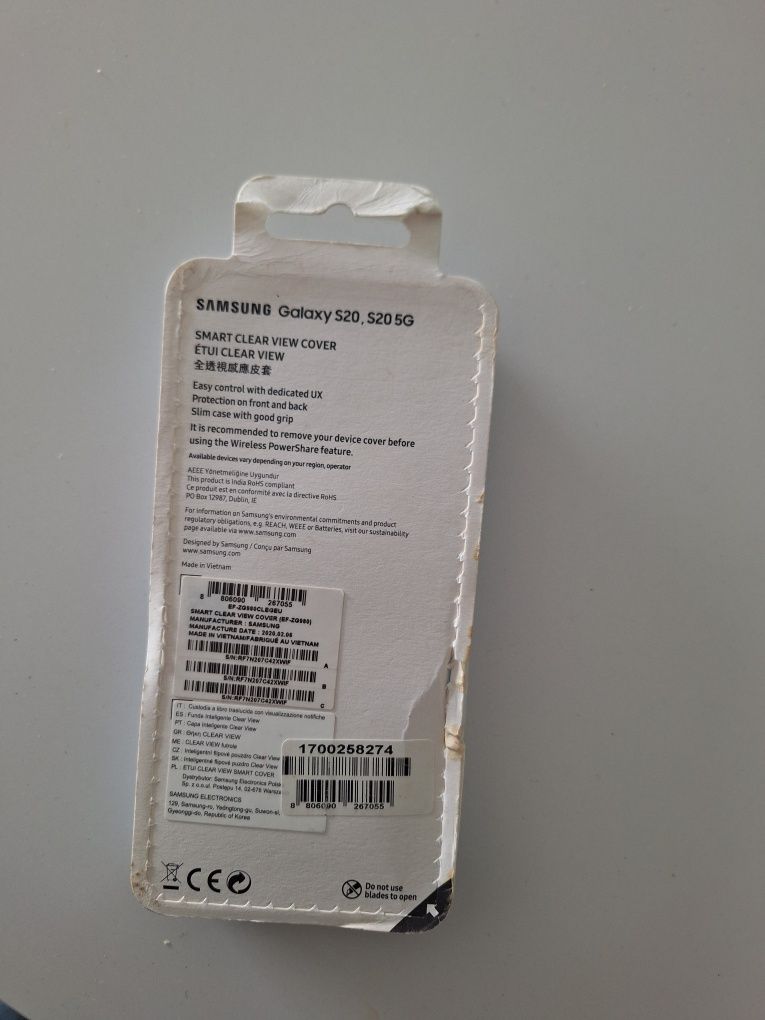 SAMSUNG Galaxy S20, S20 5G
SMART CLEAR VIEW COVER
ÉTUI CLEAR VIEW
全透視感應皮套
Easy control with dedicated UX
Protection on front and back
Slim case with good grip
It is recommended to remove your device cover before
using the Wireless PowerShare feature.
Available devices vary depending on your region, operator
AEEE Yönetmeliğine Uygundur
This product is India RoHS compliant
Ce produit est en conformité avec la directive RoHS
PO Box 12987, Dublin, IE
For information on Samsung's environmental commitments and product
regulatory obligations, e.g. REACH, WEEE or Batteries, visit our sustainability
page available via www.samsung.com
Designed by Samsung / Conçu par Samsung
www.samsung.com
Made in Vietnam
8 806090 267055
EF-ZG980CLEGEU
SMART CLEAR VIEW COVER (EF-ZG980)
MANUFACTURER : SAMSUNG
MANUFACTURE DATE : 2020.02.06
MADE IN VIETNAM/FABRIQUÉ AU VIETNAM
S/N:RF7N207C42XWIF A
S/N:RF7N207C42XWIF B
S/N:RF7N207C42XWIF C
IT : Custodia a libro traslucida con visualizzazione notifiche
ES : Funda Inteligente Clear View
PT : Capa Inteligente Clear View
GR : Θήκη CLEAR VIEW
ME : CLEAR VIEW futrola
CZ : Inteligentní flipové pouzdro Clear View
SK : Inteligentné flipové puzdro Clear View
PL : ETUI CLEAR VIEW SMART COVER
Dystrybutor: Samsung Electronics Polska
Sp. z o.o.ul. Postępu 14, 02-676 Warszawa
SAMSUNG ELECTRONICS
129, Samsung-ro, Yeongtong-gu, Suwon-si,
Gyeonggi-do, Republic of Korea
1700258274
8 806090 267055
CE
Do not use
blades to open